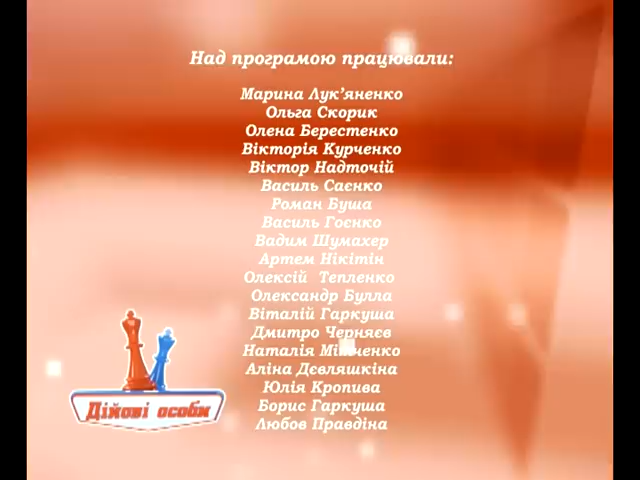 Над програмою працювали:
Марина Лук’яненко
Ольга Скорик
Олена Берестенко
Вікторія Курченко
Віктор Надточій
Василь Саєнко
Роман Буша
Василь Гоєнко
Вадим Шумахер
Артем Нікітін
Олексій Тепленко
Олександр Булла
Віталій Гаркуша
Дмитро Черняєв
Наталія
Аліна Дєвляшкіна
Юлія Кропива
Борис Гаркуша
Любов Правдіна
Дійові особи